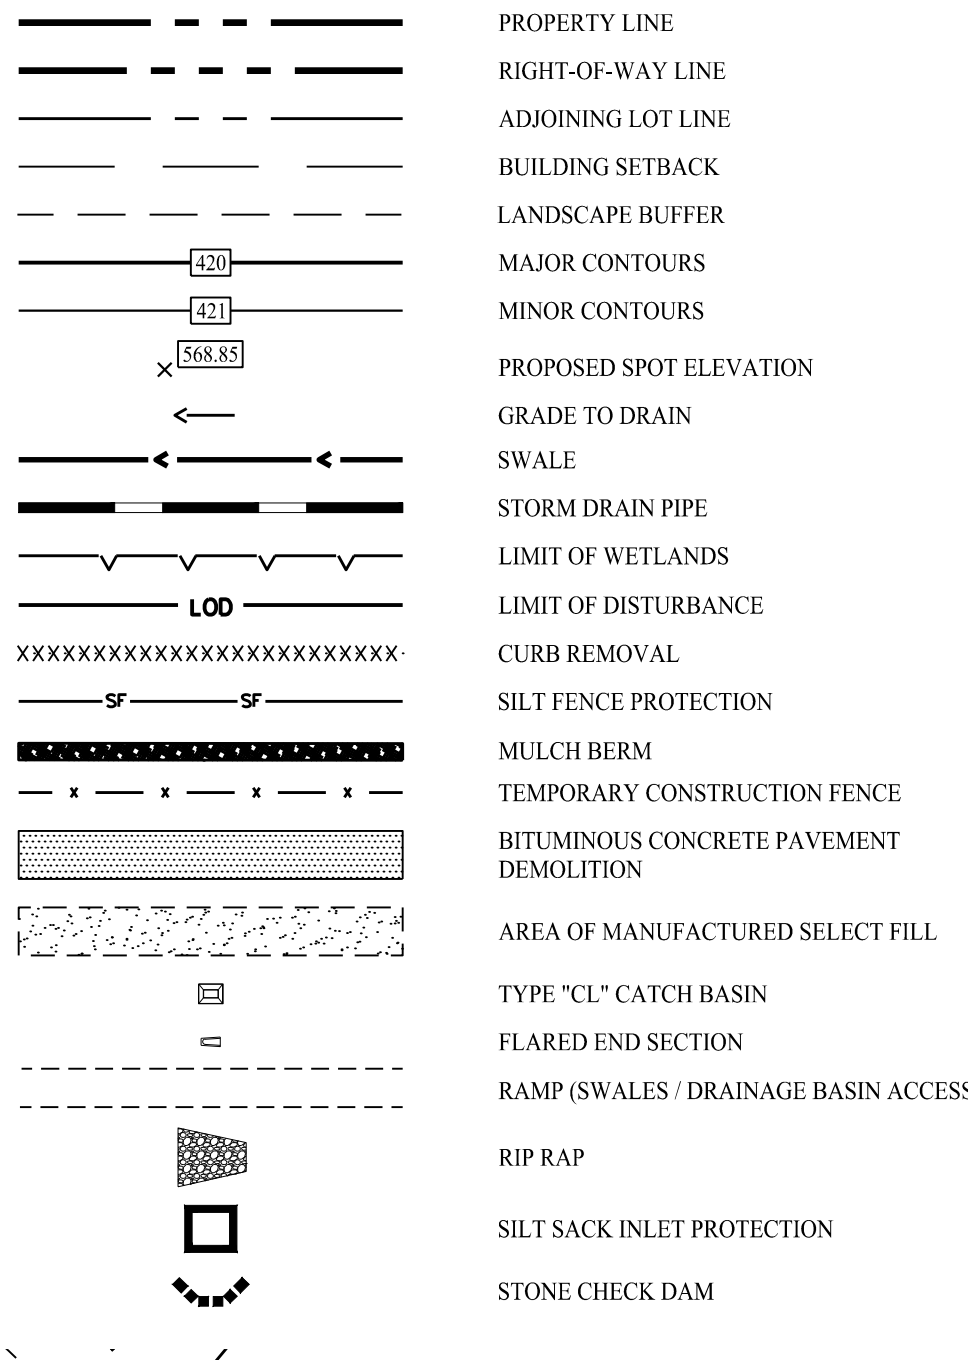 PROPERTY LINE
RIGHT-OF-WAY LINE
ADJOINING LOT LINE
BUILDING SETBACK
LANDSCAPE BUFFER
420 MAJOR CONTOURS
421 MINOR CONTOURS
568.85
PROPOSED SPOT ELEVATION
GRADE TO DRAIN
SWALE
STORM DRAIN PIPE
LIMIT OF WETLANDS
LOD LIMIT OF DISTURBANCE
XXXXXXXXXXXXXXXXXXXXXXXXX CURB REMOVAL
SF SF SILT FENCE PROTECTION
MULCH BERM
x x x x TEMPORARY CONSTRUCTION FENCE
BITUMINOUS CONCRETE PAVEMENT
DEMOLITION
AREA OF MANUFACTURED SELECT FILL
TYPE "CL" CATCH BASIN
FLARED END SECTION
RAMP (SWALES / DRAINAGE BASIN ACCESS
RIP RAP
SILT SACK INLET PROTECTION
STONE CHECK DAM